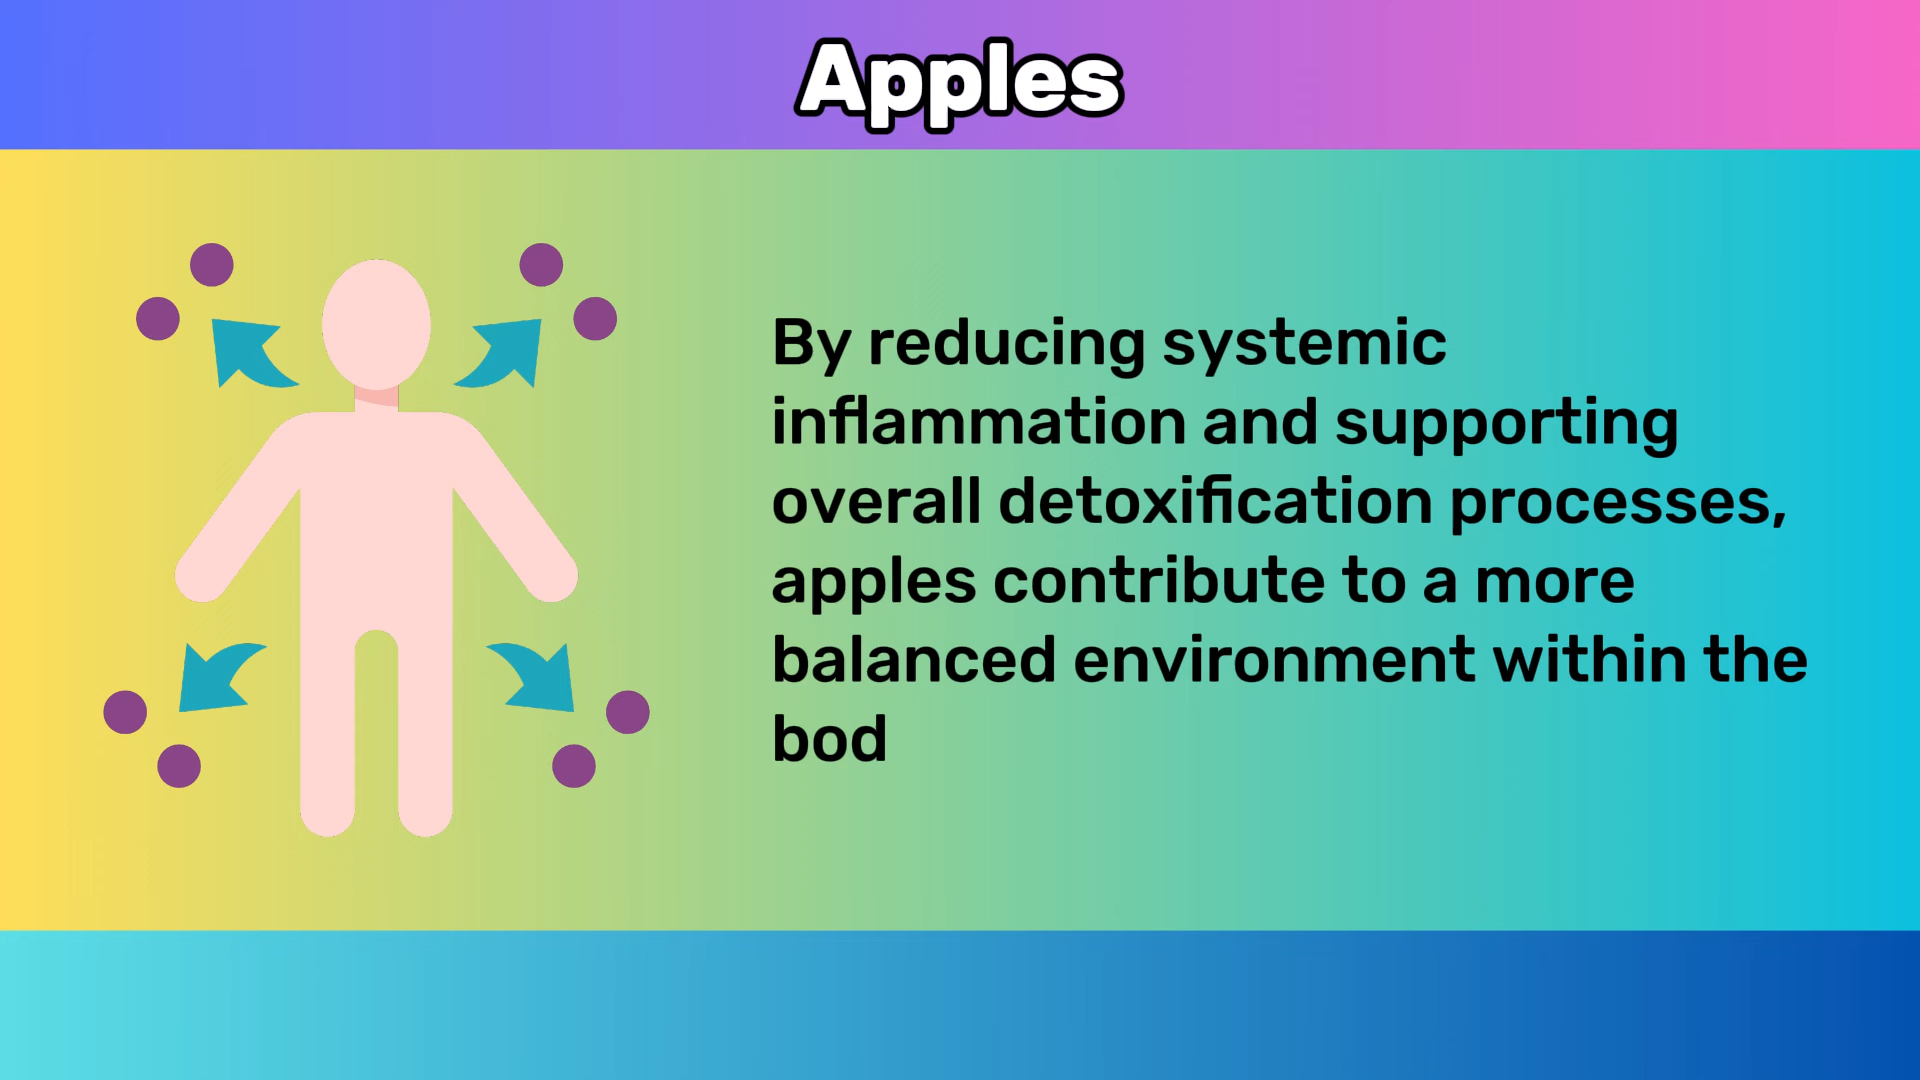 Apples
By reducing systemic
inflammation and supporting
overall detoxification processes,
apples contribute to a more
balanced environment within the
bod